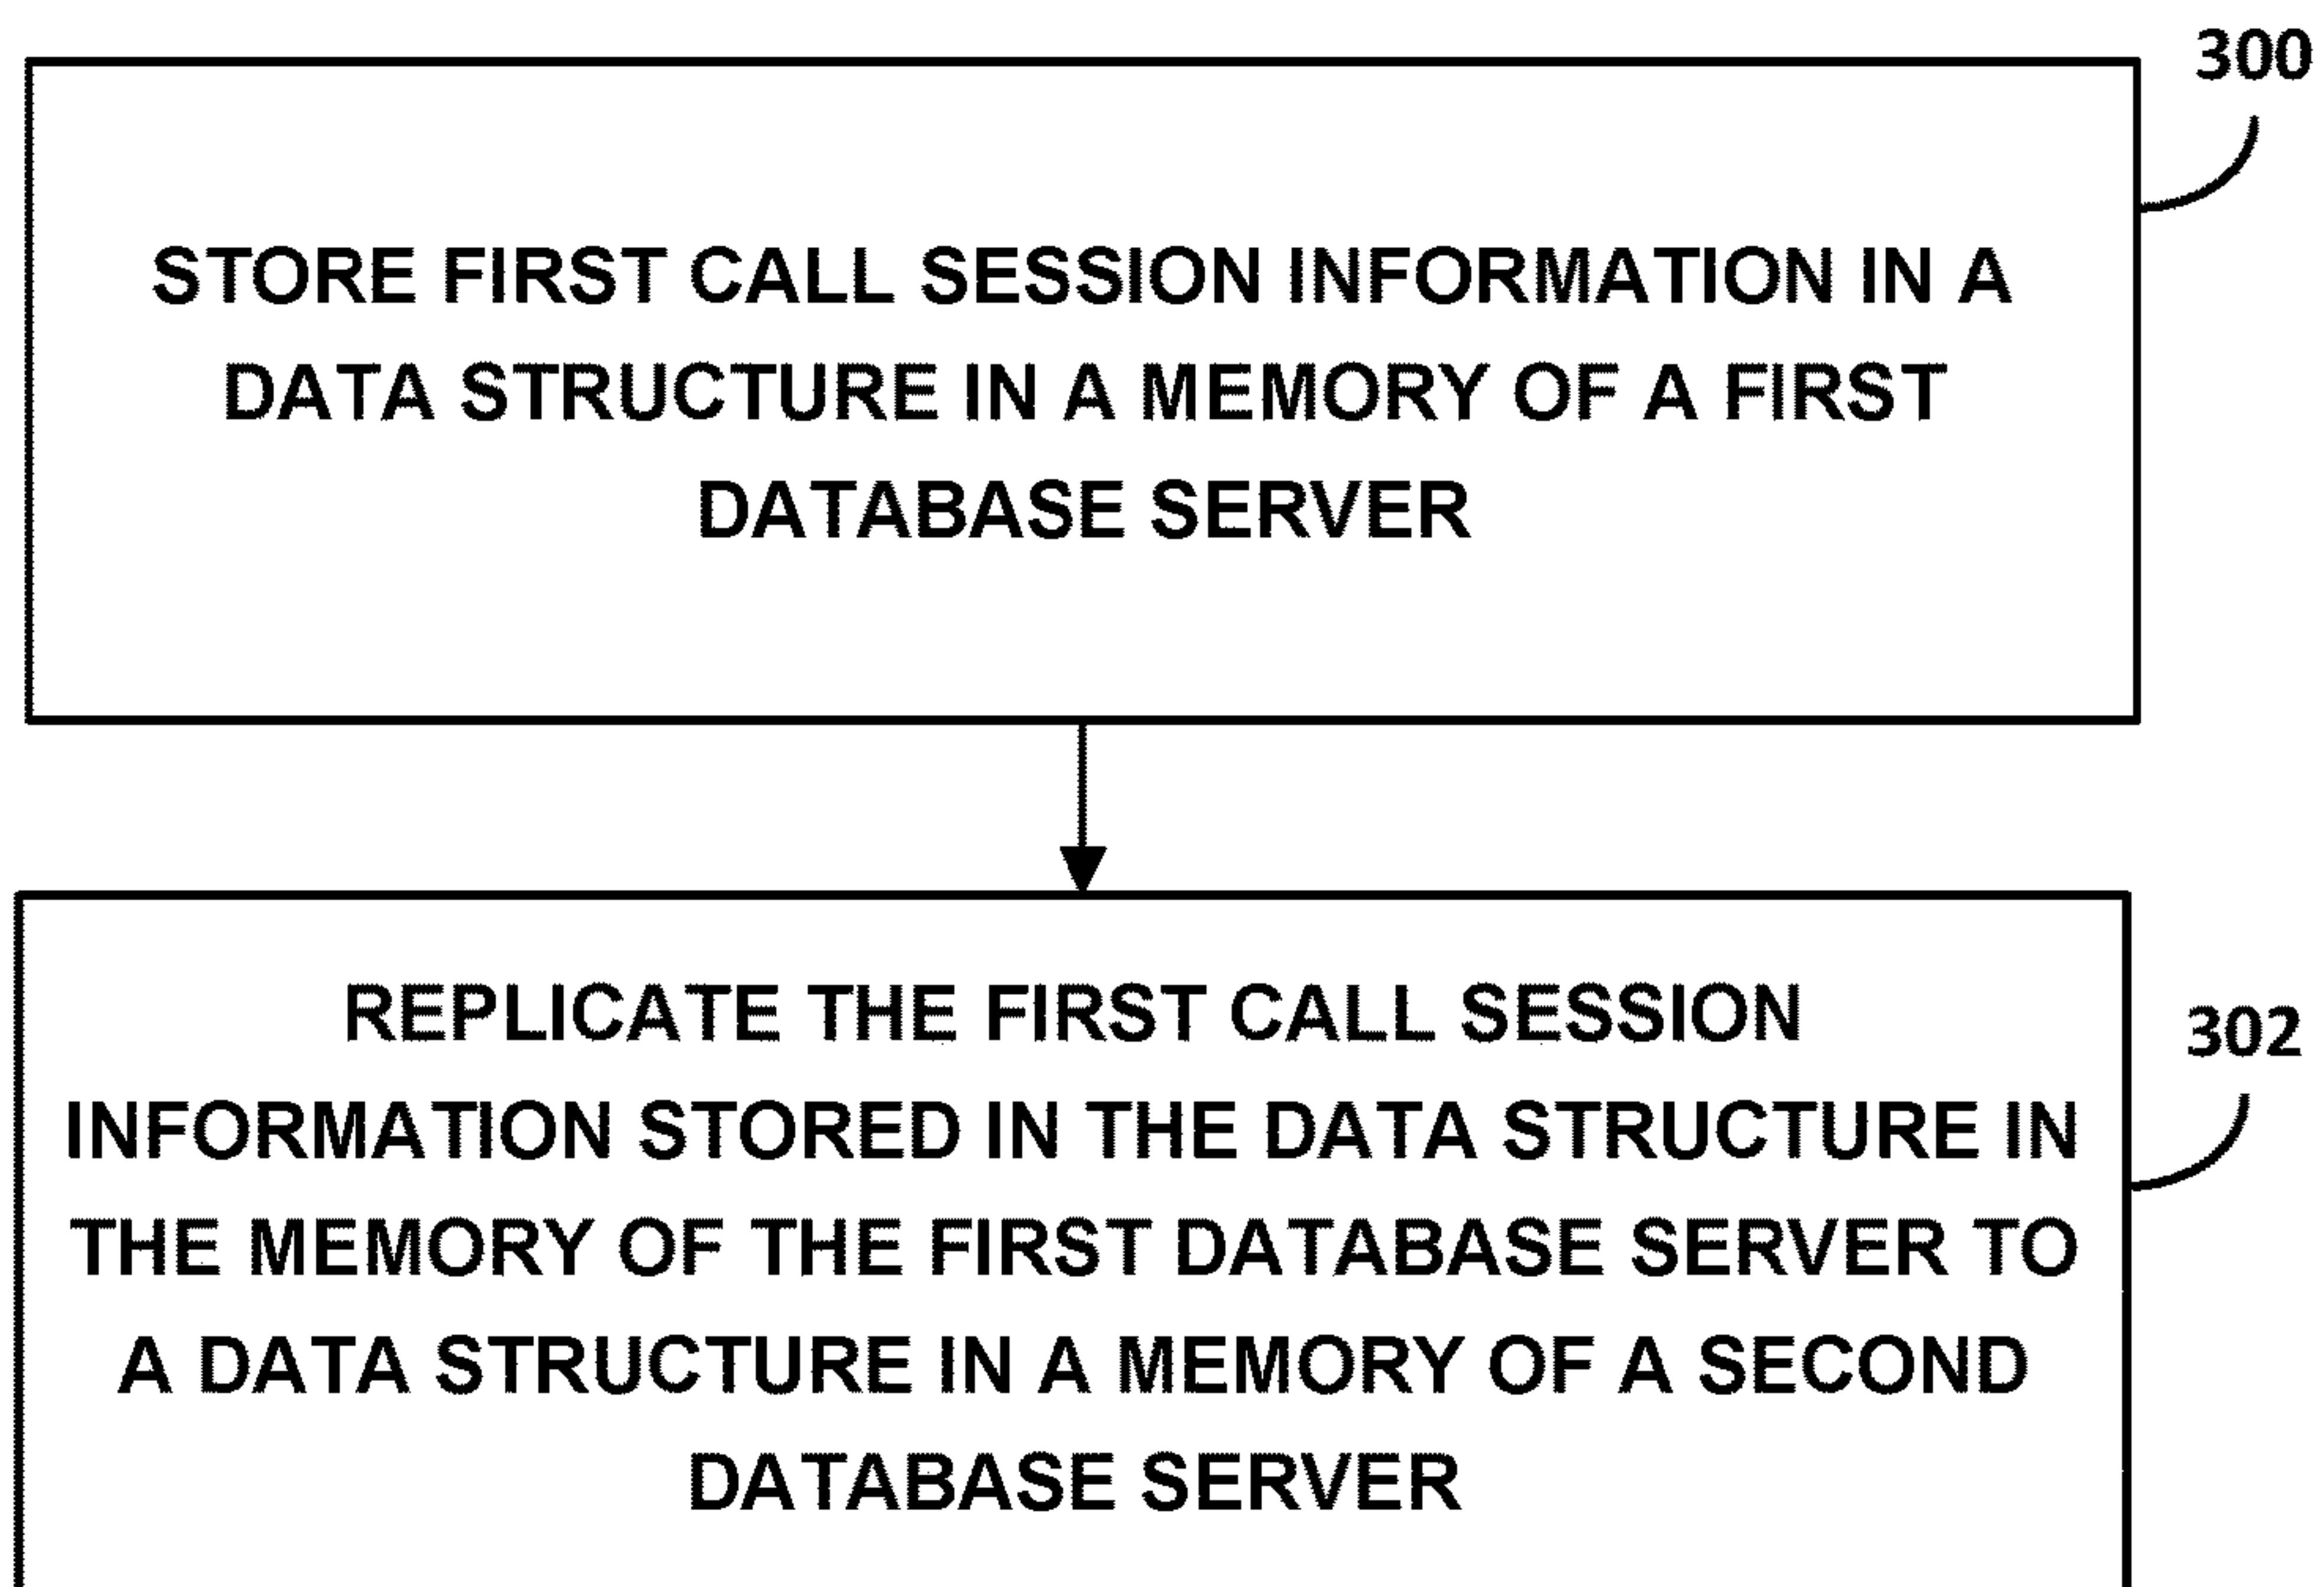 300
STORE FIRST CALL SESSION INFORMATION IN A
DATA STRUCTURE IN A MEMORY OF A FIRST
DATABASE SERVER
REPLICATE THE FIRST CALL SESSION
302
INFORMATION STORED IN THE DATA STRUCTURE IN
THE MEMORY OF THE FIRST DATABASE SERVER TO
A DATA STRUCTURE IN A MEMORY OF A SECOND
DATABASE SERVER